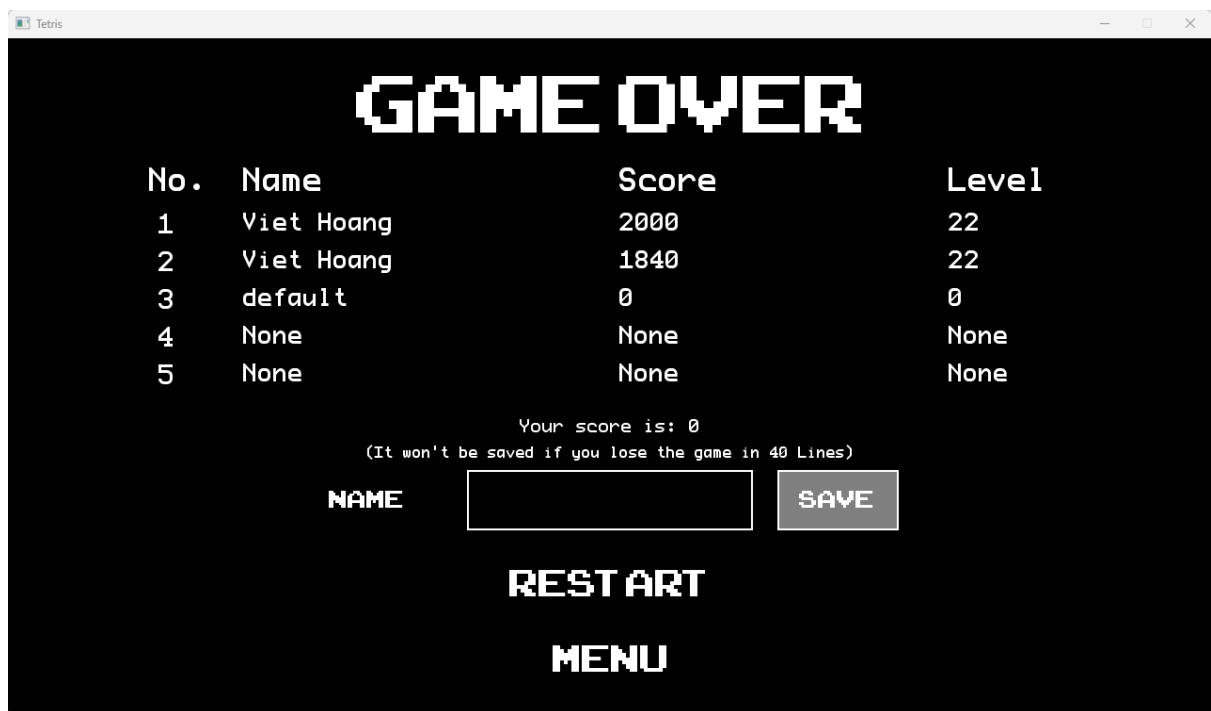 Tetris
GAME OVER
No. Name Score Level
1 Viet Hoang 2000 22
2 Viet Hoang 1840 22
3 default 0 0
4 None None None
5 None None None
Your score is: 0
(It won't be saved if you lose the game in 40 Lines)
NAME SAVE
RESTART
MENU